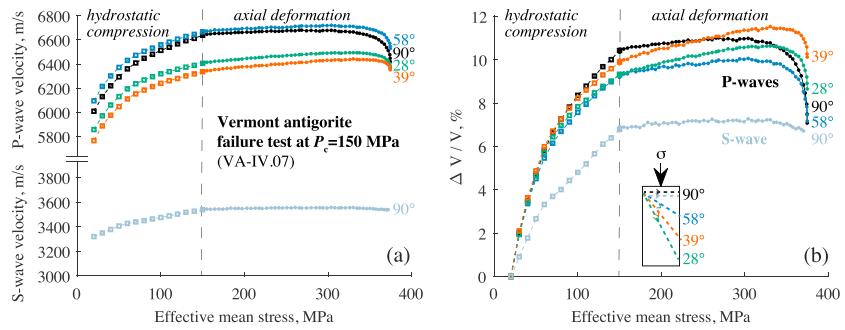 hydrostatic
compression
axial deformation
P-wave velocity, m/s
S-wave velocity, m/s
6800
6600
6400
6200
6000
5800
3800
3600
3400
3200
3000
58°
90°
28°
39°
Vermont antigorite
failure test at Pc=150 MPa
(VA-IV.07)
90°
(a)
0
100
200
300
400
Effective mean stress, MPa
hydrostatic
compression
axial deformation
Δ V / V, %
12
10
8
6
4
2
0
39°
28°
90°
58°
P-waves
S-wave
90°
σ
90°
58°
39°
28°
(b)
0
100
200
300
400
Effective mean stress, MPa